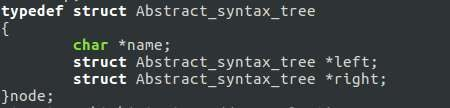 typedef struct Abstract_syntax_tree
{
        char *name;
        struct Abstract_syntax_tree *left;
        struct Abstract_syntax_tree *right;
}node;